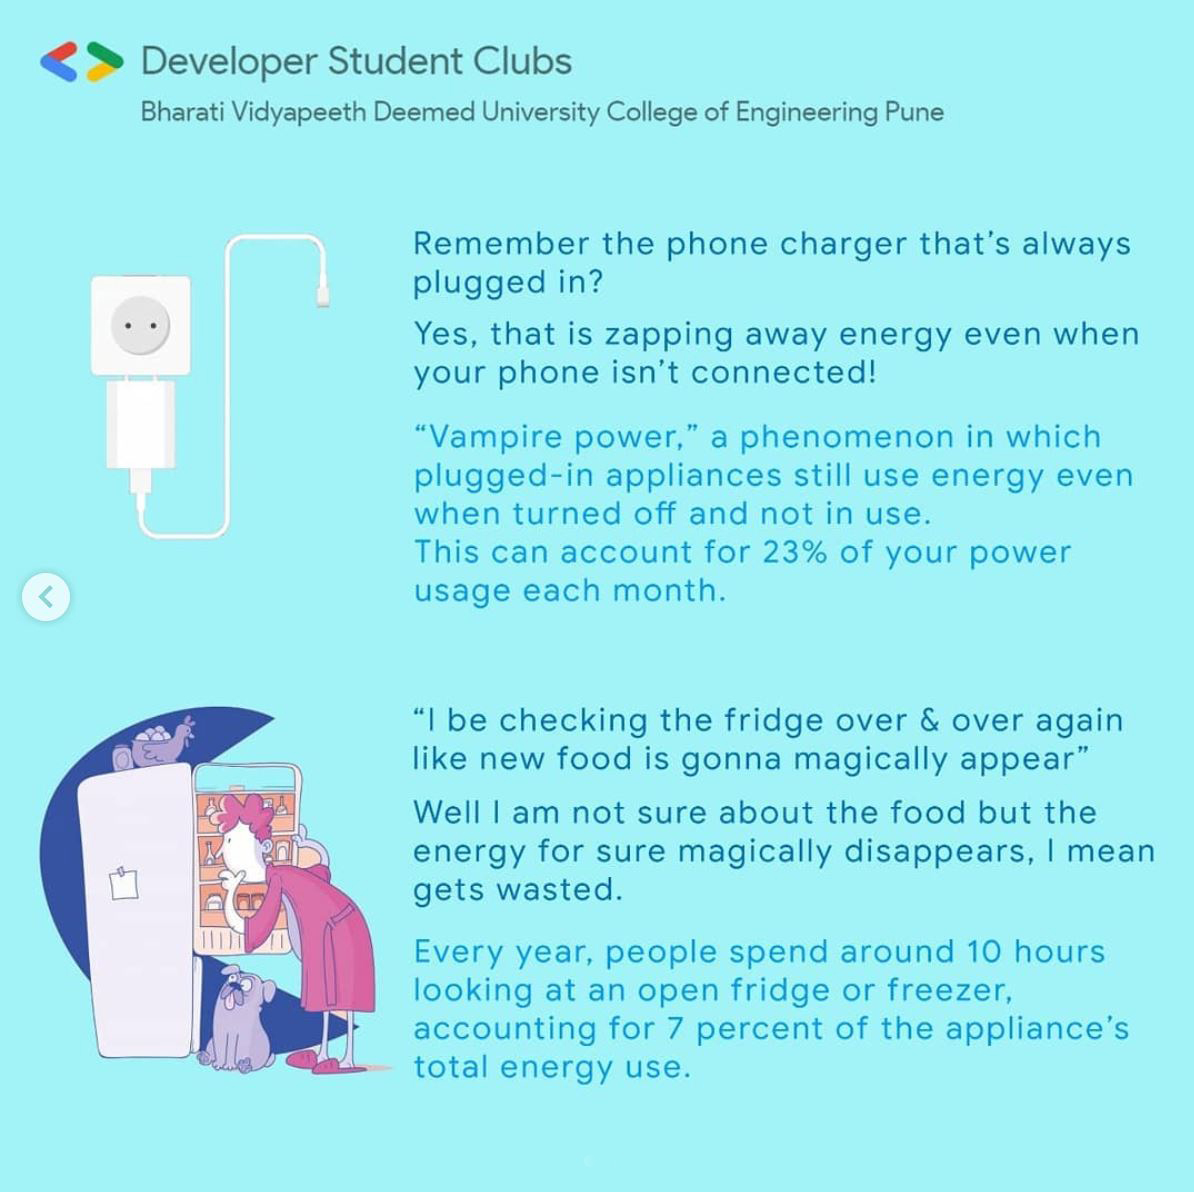 Developer Student Clubs
Bharati Vidyapeeth Deemed University College of Engineering Pune
Remember the phone charger that's always
plugged in?
Yes, that is zapping away energy even when
your phone isn't connected!
“Vampire power,” a phenomenon in which
plugged-in appliances still use energy even
when turned off and not in use.
This can account for 23% of your power
usage each month.
“I be checking the fridge over & over again
like new food is gonna magically appear”
Well I am not sure about the food but the
energy for sure magically disappears, I mean
gets wasted.
Every year, people spend around 10 hours
looking at an open fridge or freezer,
accounting for 7 percent of the appliance's
total energy use.